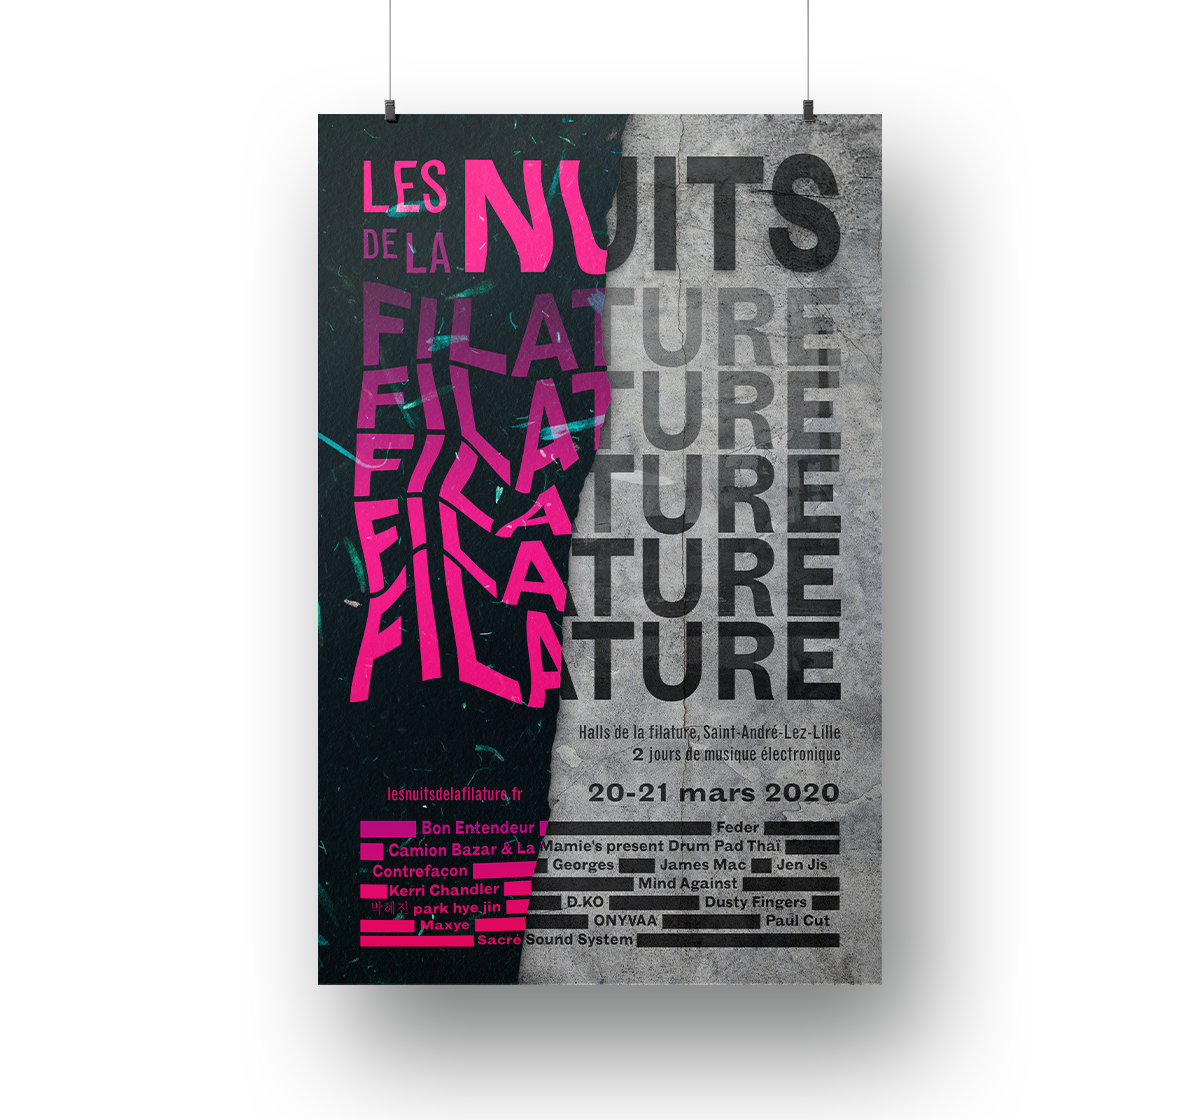 LES NUITS
DE LA
FILATURE
FILATURE
FILATURE
FILATURE
FILATURE
Halls de la filature, Saint-André-Lez-Lille
2 jours de musique électronique
lesnuitsdelafilature.fr 20-21 mars 2020
Bon Entendeur Feder
Camion Bazar & La Mamie's present Drum Pad Thaï
Contrefaçon Georges James Mac Jen Jis
Kerri Chandler Mind Against
박혜진 park hye jin D.KO Dusty Fingers
Maxye ONYVAA Paul Cut
Sacré Sound System